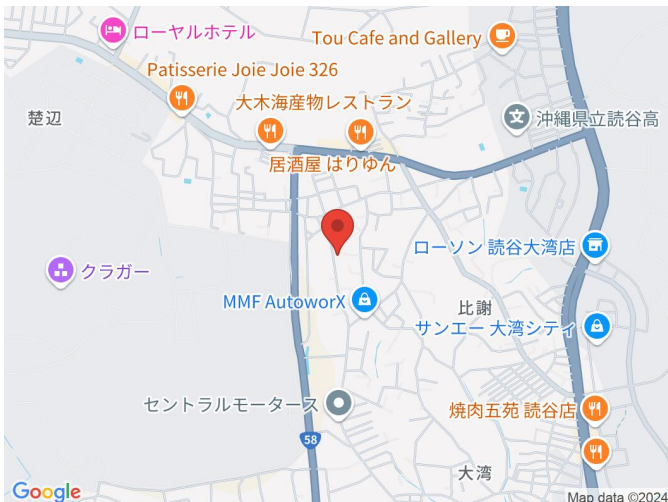 ローヤルホテル
Tou Cafe and Gallery
Patisserie Joie Joie 326
楚辺
大木海産物レストラン
沖縄県立読谷高
居酒屋 はりゆん
ローソン 読谷大湾店
クラガー
MMF AutoworX
比謝
サンエー 大湾シティ
セントラルモータース
焼肉五苑 読谷店
58
大湾
Google
Map data ©2024